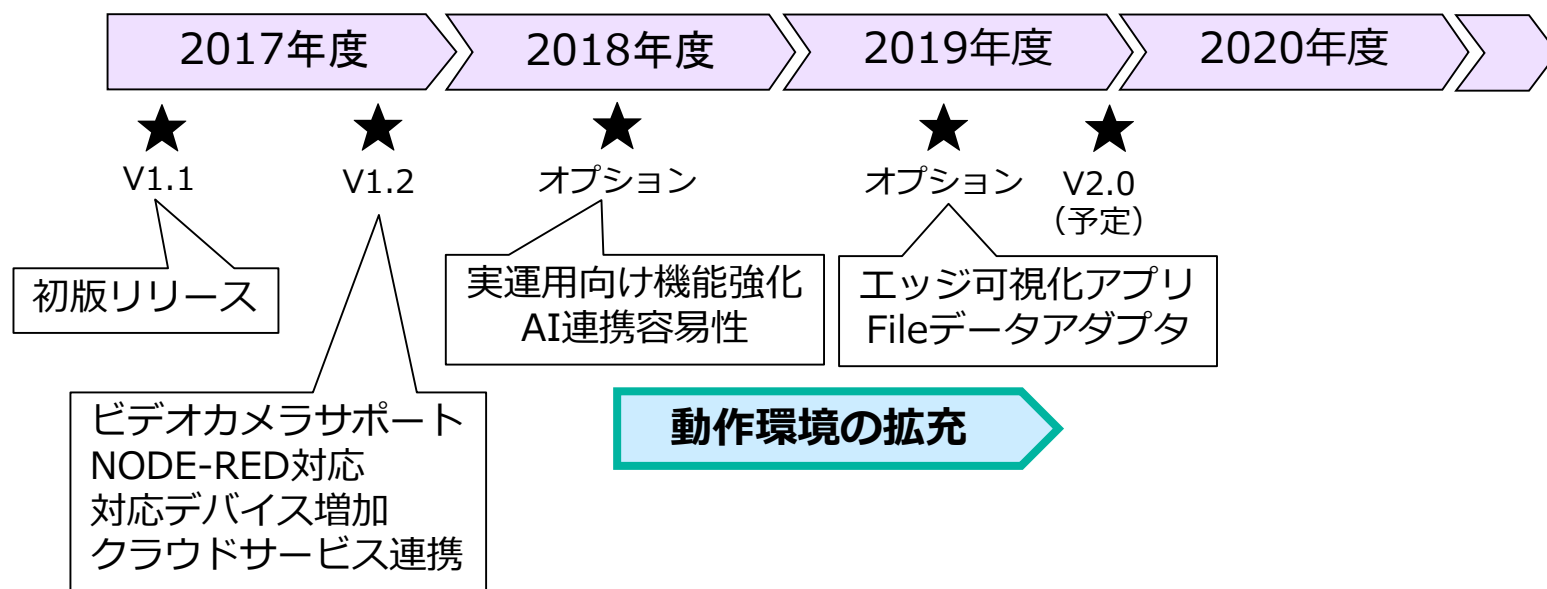 2017年度
2018年度
2019年度
2020年度
V1.1
V1.2
オプション
オプション
V2.0
(予定)
初版リリース
実運用向け機能強化
AI連携容易性
エッジ可視化アプリ
Fileデータアダプタ
ビデオカメラサポート
NODE-RED対応
対応デバイス増加
クラウドサービス連携
動作環境の拡充